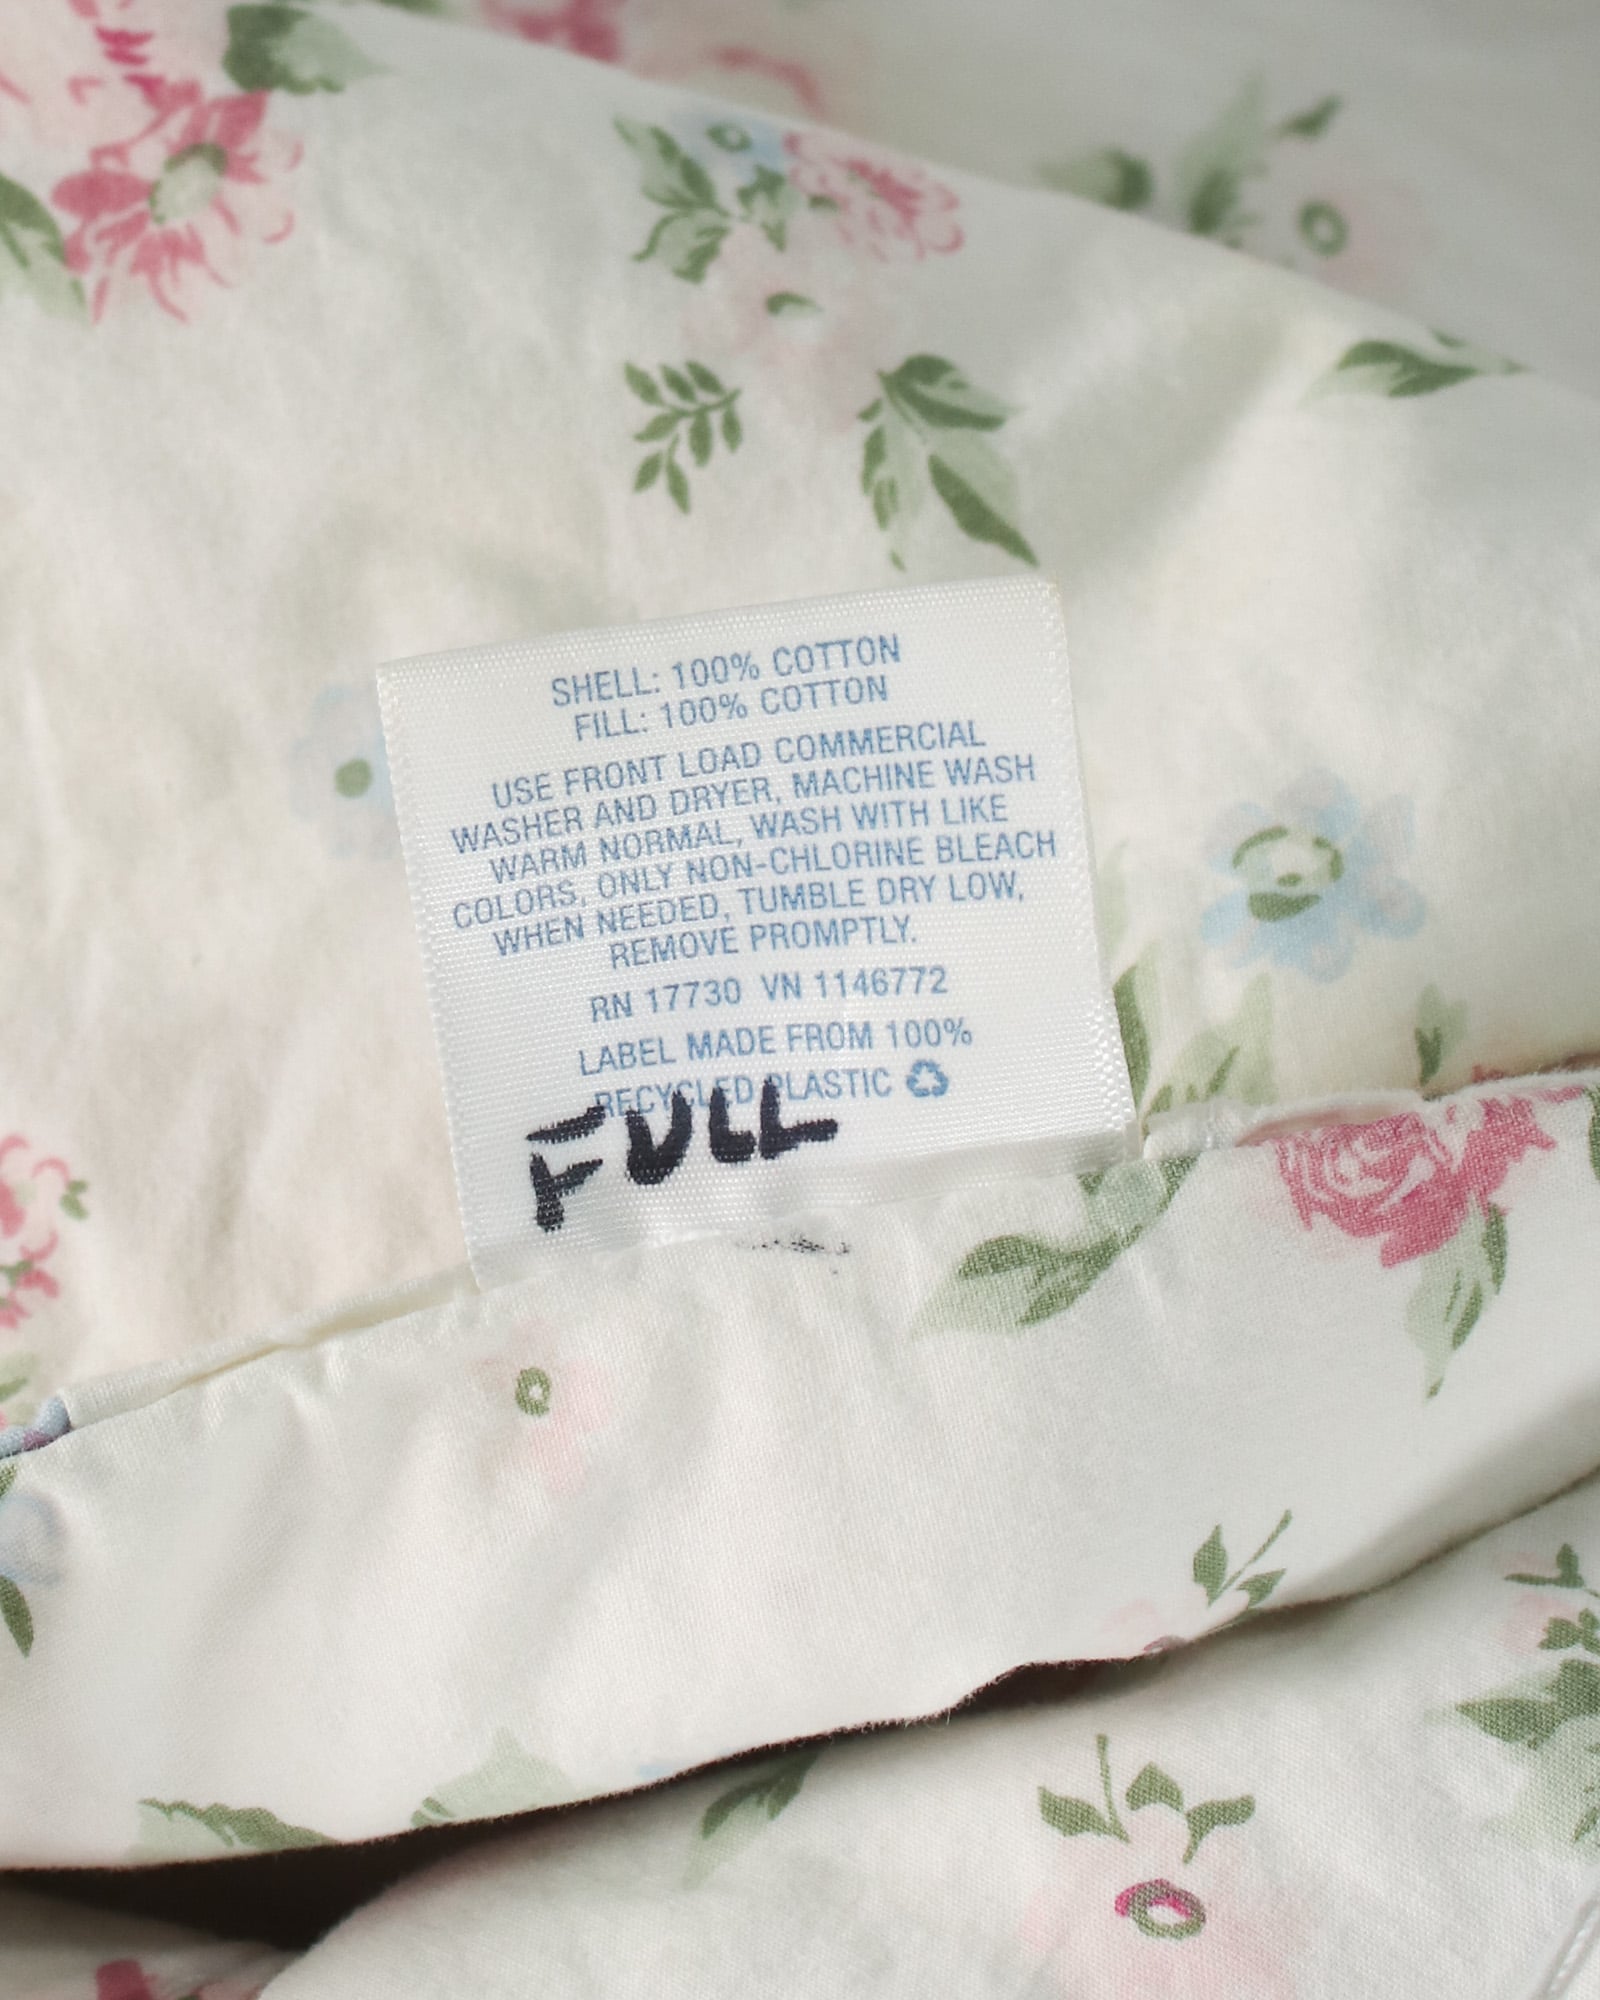 SHELL: 100% COTTON
FILL: 100% COTTON
USE FRONT LOAD COMMERCIAL
WASHER AND DRYER, MACHINE WASH
WARM NORMAL, WASH WITH LIKE
COLORS, ONLY NON-CHLORINE BLEACH
WHEN NEEDED, TUMBLE DRY LOW,
REMOVE PROMPTLY.
RN 17730 VN 1146772
LABEL MADE FROM 100%
RECYCLED PLASTIC
FULL